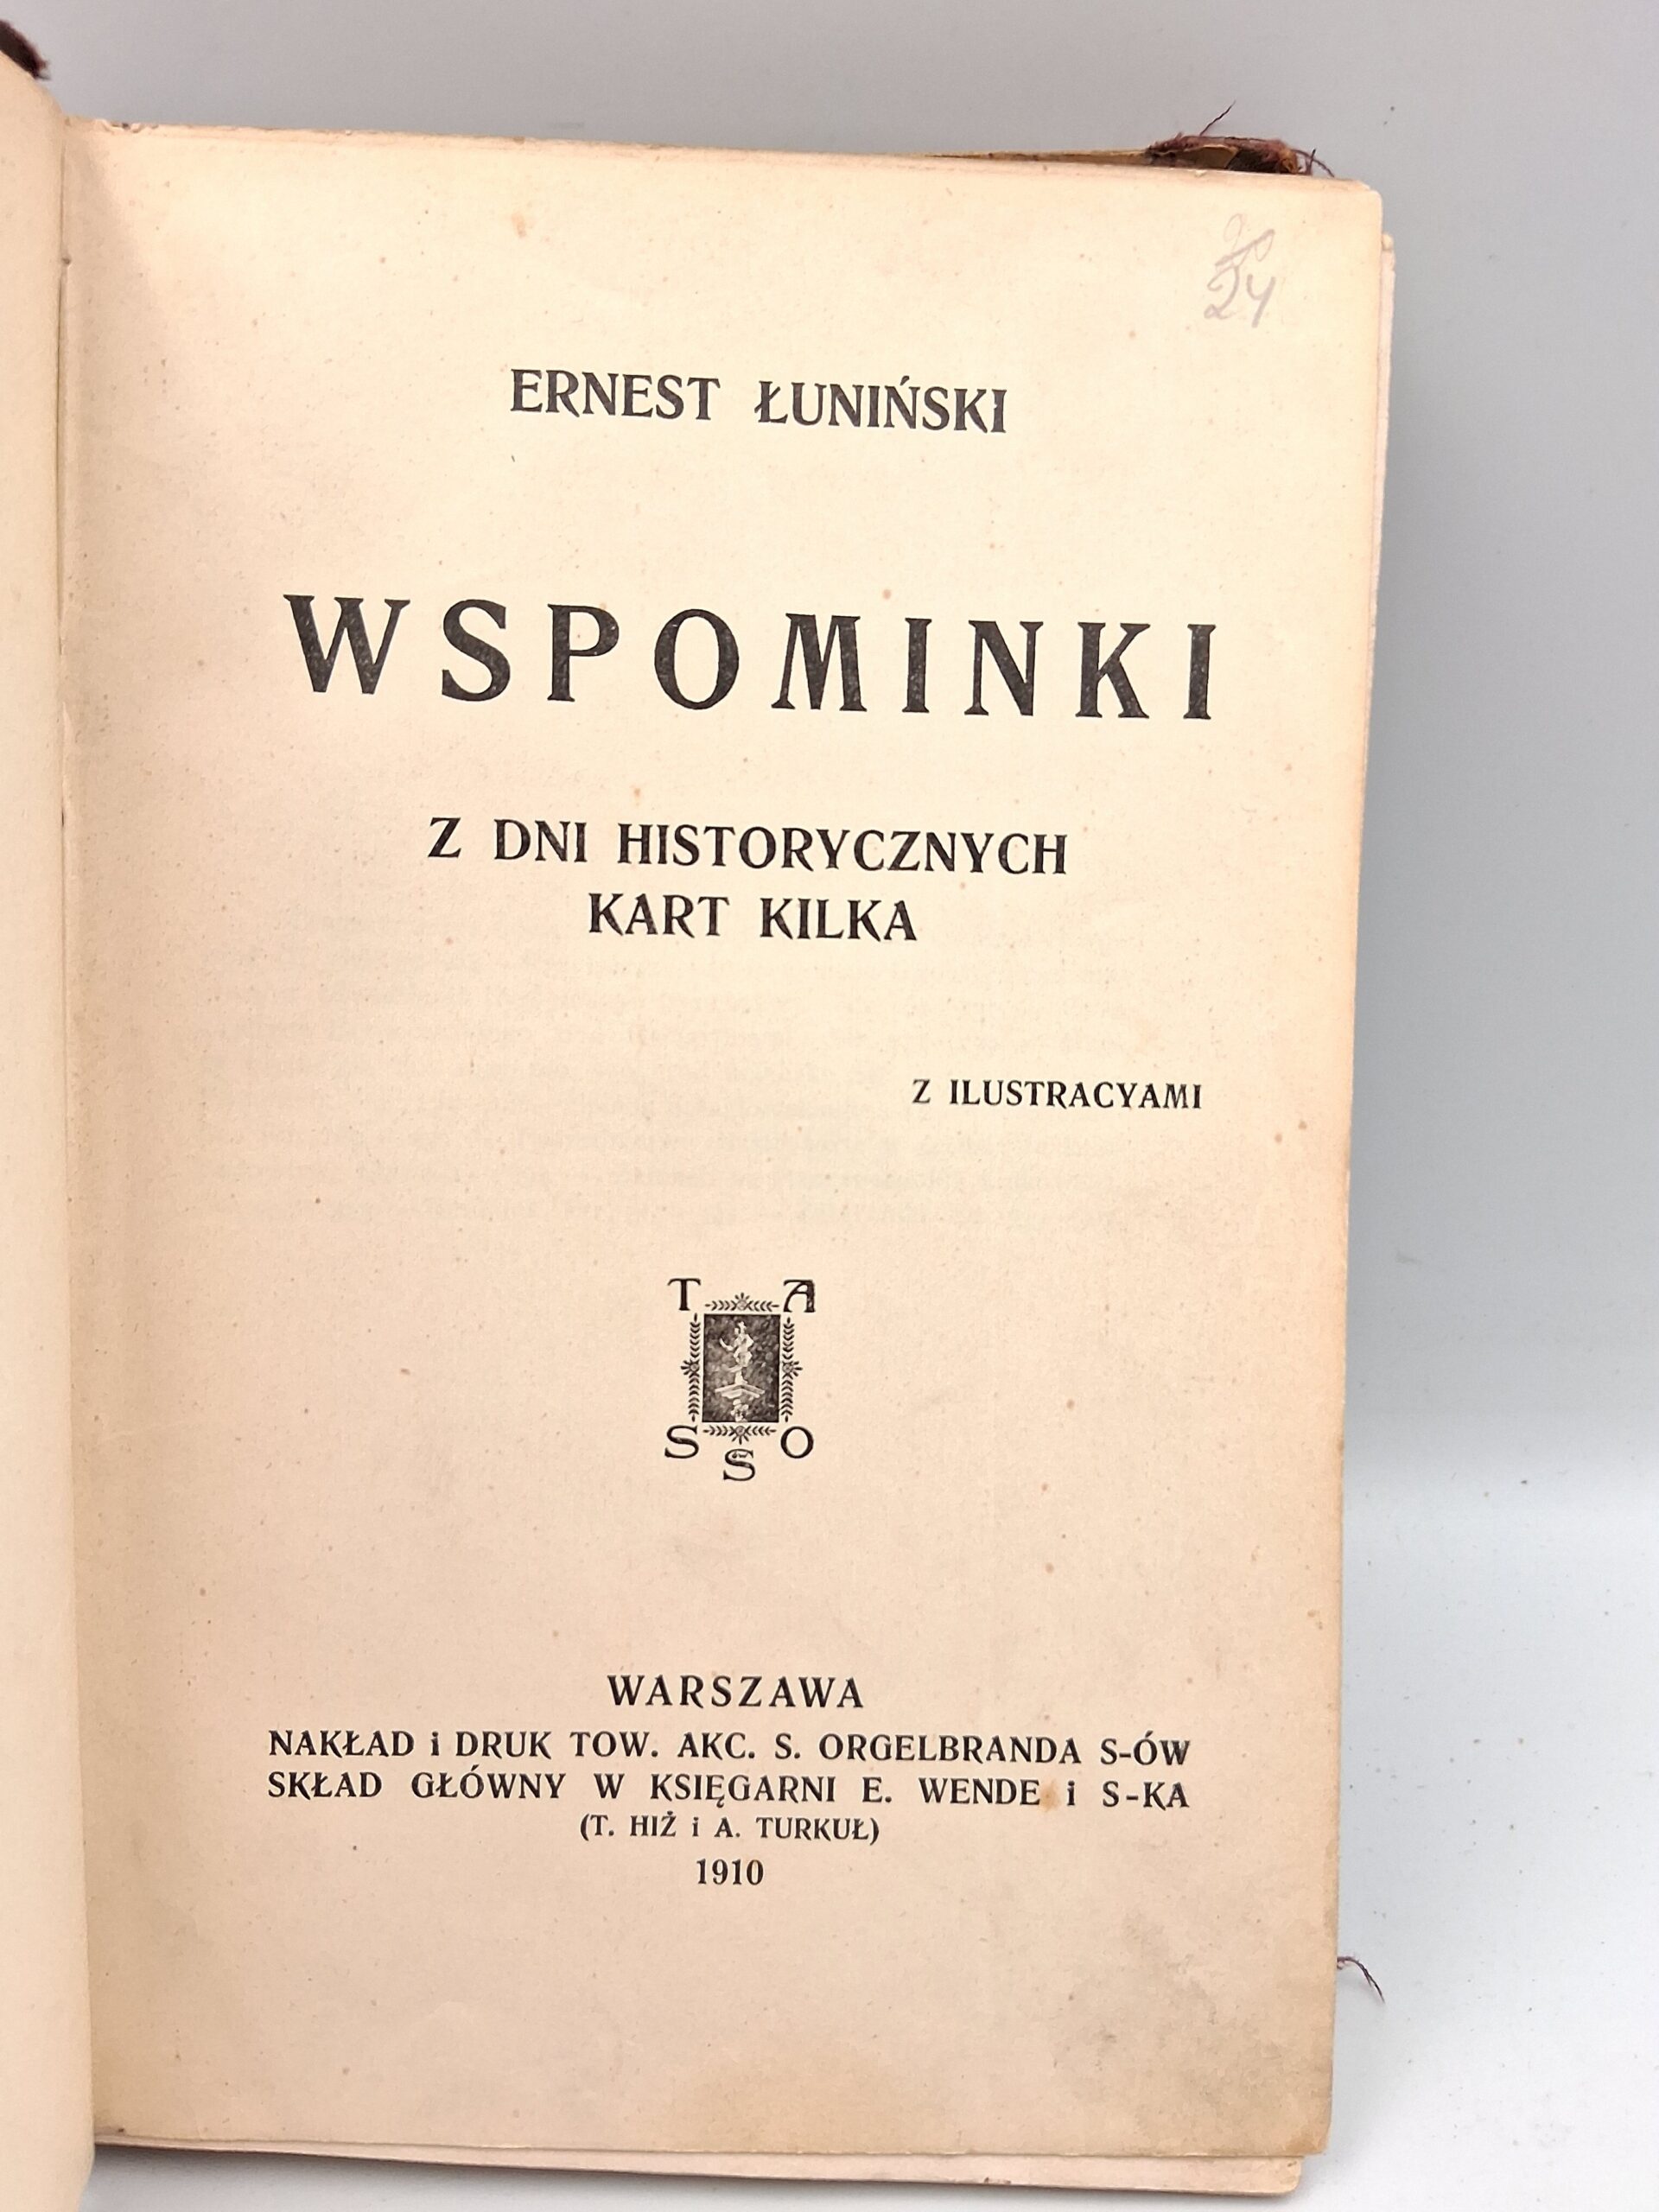 24
ERNEST ŁUNIŃSKI
WSPOMINKI
Z DNI HISTORYCZNYCH
KART KILKA
Z ILUSTRACYAMI
T A
S O
S
WARSZAWA
NAKŁAD i DRUK TOW. AKC. S. ORGELBRANDA S-ÓW
SKŁAD GŁÓWNY W KSIĘGARNI E. WENDE i S-KA
(T. HIŻ i A. TURKUŁ)
1910